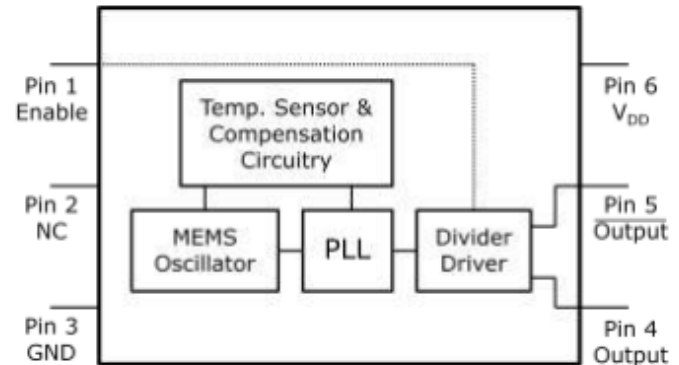 Pin 1
Enable
Temp. Sensor &
Compensation
Circuitry
Pin 6
VDD
Pin 2
NC
MEMS
Oscillator
PLL
Divider
Driver
Pin 5
Output
Pin 3
GND
Pin 4
Output